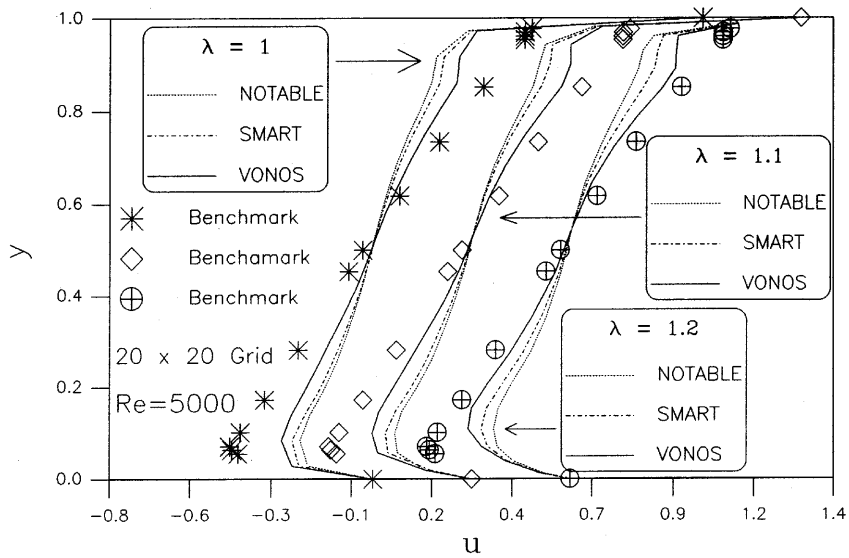 λ = 1
NOTABLE
SMART
VONOS
λ = 1.1
NOTABLE
SMART
VONOS
λ = 1.2
NOTABLE
SMART
VONOS
Benchmark
Benchamark
Benchmark
20 x 20 Grid
Re=5000
y
1.0
0.8
0.6
0.4
0.2
0.0
-0.8
-0.6
-0.3
-0.1
0.2
0.4
0.7
0.9
1.2
1.4
u